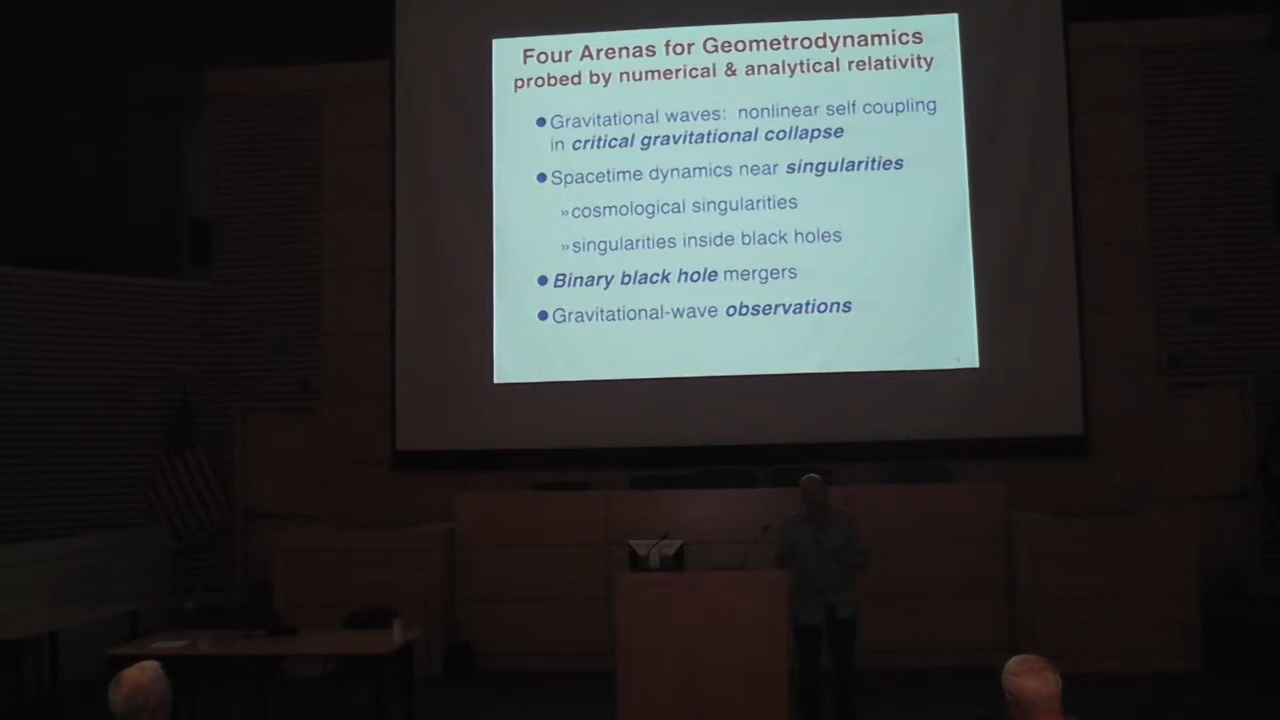 Four Arenas for Geometrodynamics
probed by numerical & analytical relativity
● Gravitational waves: nonlinear self coupling
in critical gravitational collapse
● Spacetime dynamics near singularities
» cosmological singularities
» singularities inside black holes
● Binary black hole mergers
● Gravitational-wave observations